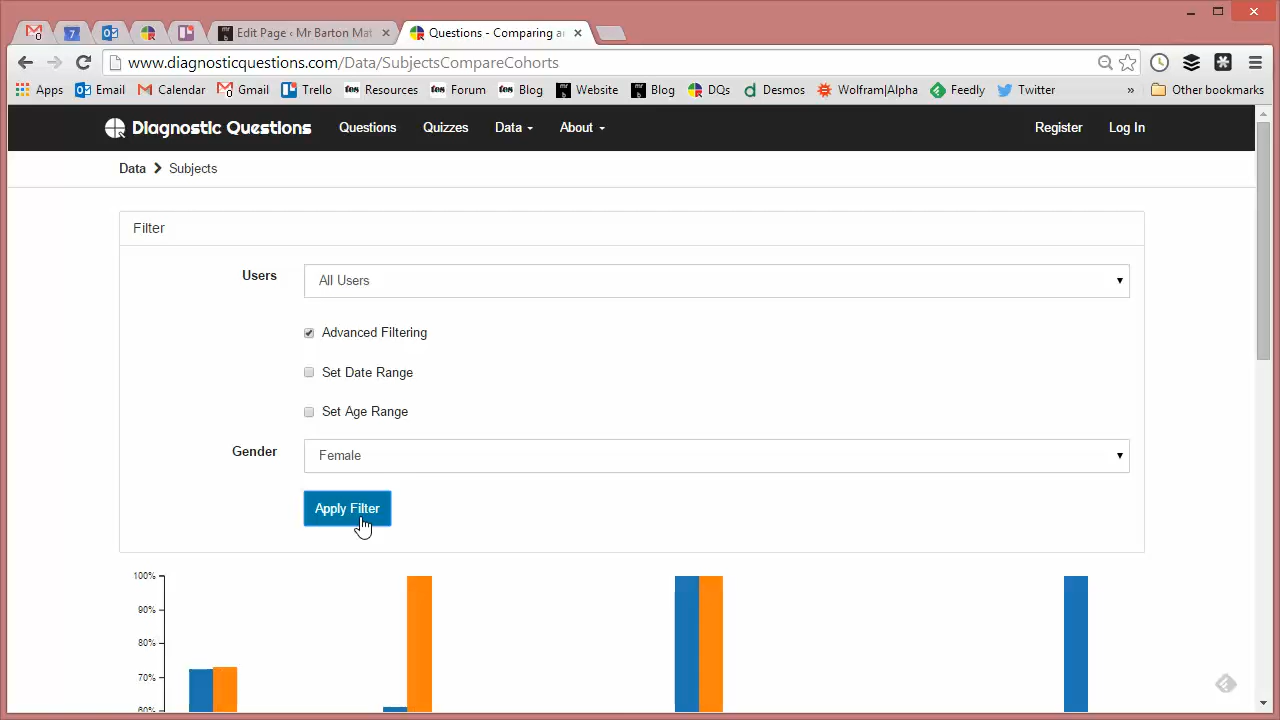 Edit Page ‹ Mr Barton Mat
Questions - Comparing a
www.diagnosticquestions.com/Data/SubjectsCompareCohorts
Apps Email Calendar Gmail Trello Resources Forum Blog Website Blog DQs Desmos Wolfram|Alpha Feedly Twitter » Other bookmarks
Diagnostic Questions Questions Quizzes Data About Register Log In
Data Subjects
Filter
Users All Users
Advanced Filtering
Set Date Range
Set Age Range
Gender Female
Apply Filter
100%
90%
80%
70%
60%